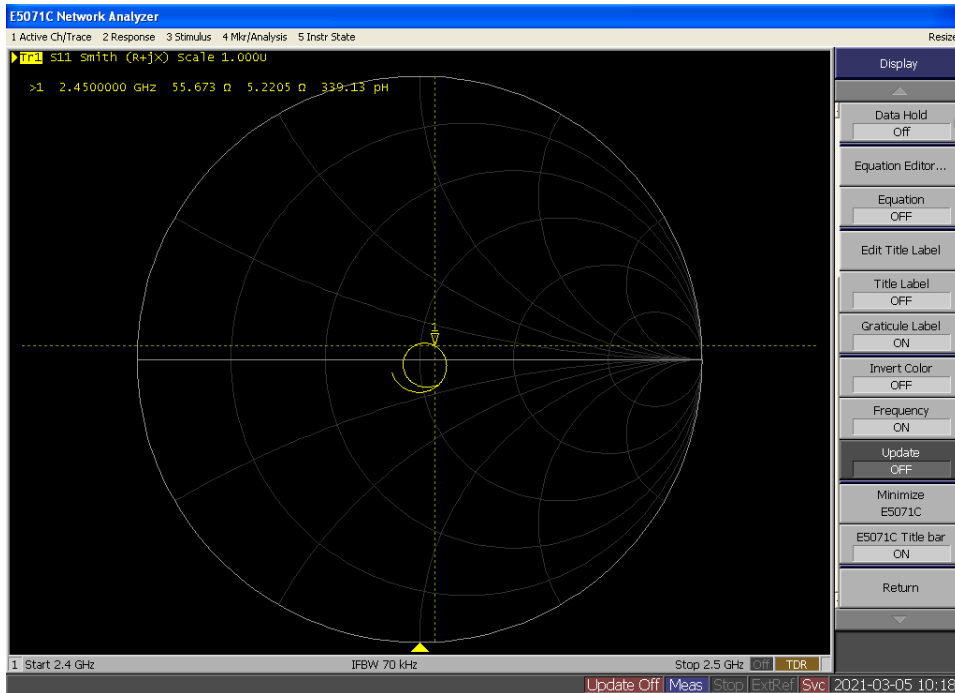 E5071C Network Analyzer
1 Active Ch/Trace 2 Response 3 Stimulus 4 Mkr/Analysis 5 Instr State
Resize
Tr1 S11 Smith (R+jX) Scale 1.000U
>1 2.4500000 GHz 55.673 Ω 5.2205 Ω 339.13 pH
1
Display
Data Hold
Off
Equation Editor...
Equation
OFF
Edit Title Label
Title Label
OFF
Graticule Label
ON
Invert Color
OFF
Frequency
ON
Update
OFF
Minimize
E5071C
E5071C Title bar
ON
Return
1 Start 2.4 GHz IFBW 70 kHz Stop 2.5 GHz Off TDR
Update Off Meas Stop ExtRef Svc 2021-03-05 10:18